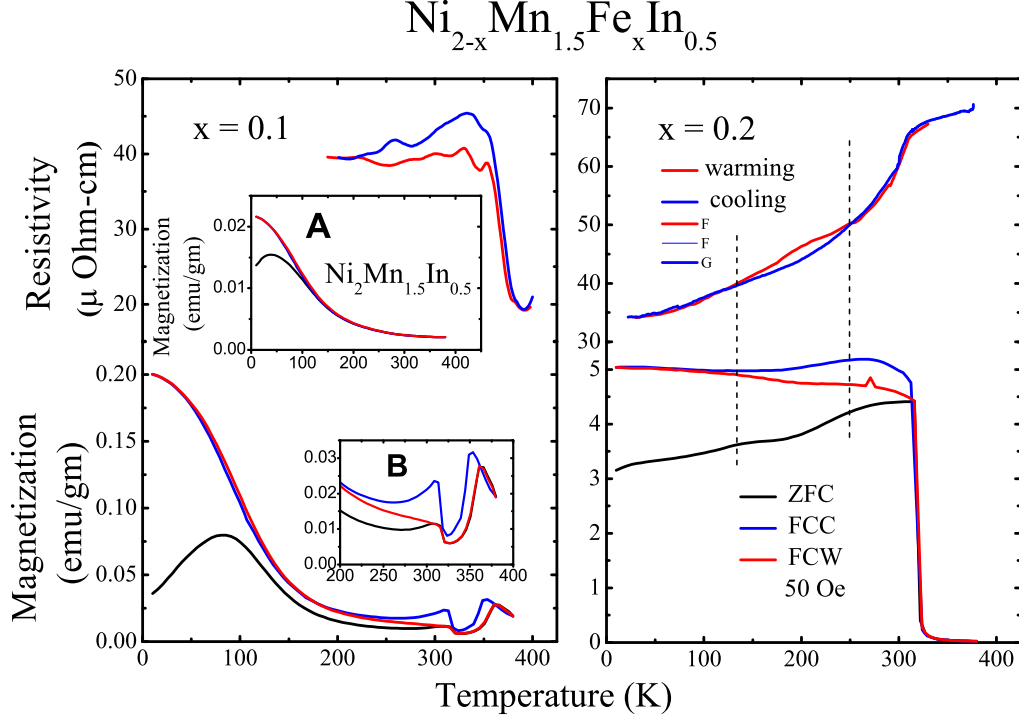 Ni2-xMn1.5FexIn0.5
50
40
30
20
Resistivity
(μ Ohm-cm)
x = 0.1
0.02
0.01
0.00
Magnetization
(emu/gm)
A
Ni2Mn1.5In0.5
0 100 200 300 400
0.20
0.15
0.10
0.05
0.00
Magnetization
(emu/gm)
B
0.03
0.02
0.01
0.00
200 250 300 350 400
0 100 200 300 400
70
60
50
40
30
x = 0.2
warming
cooling
F
F
G
5
4
3
2
1
0
ZFC
FCC
FCW
50 Oe
0 100 200 300 400
Temperature (K)